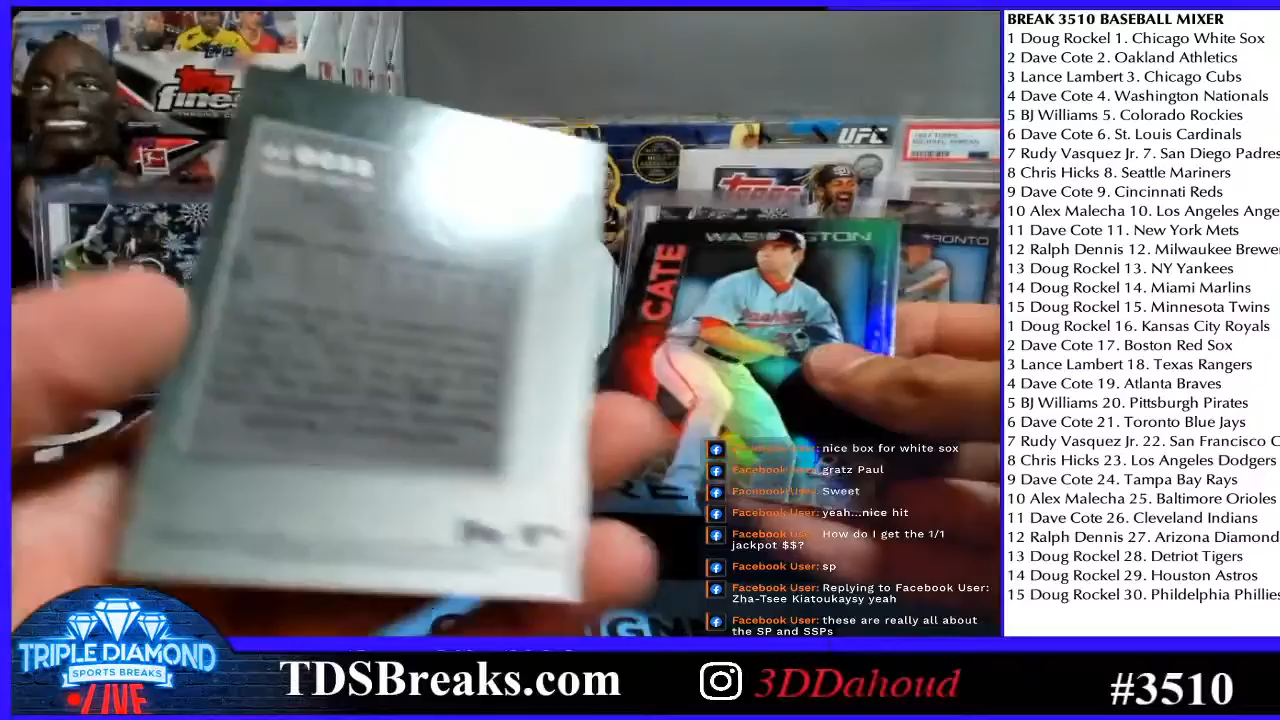 BREAK 3510 BASEBALL MIXER
1 Doug Rockel 1. Chicago White Sox
2 Dave Cote 2. Oakland Athletics
3 Lance Lambert 3. Chicago Cubs
4 Dave Cote 4. Washington Nationals
5 BJ Williams 5. Colorado Rockies
6 Dave Cote 6. St. Louis Cardinals
7 Rudy Vasquez Jr. 7. San Diego Padres
8 Chris Hicks 8. Seattle Mariners
9 Dave Cote 9. Cincinnati Reds
10 Alex Malecha 10. Los Angeles Ange
11 Dave Cote 11. New York Mets
12 Ralph Dennis 12. Milwaukee Brewe
13 Doug Rockel 13. NY Yankees
14 Doug Rockel 14. Miami Marlins
15 Doug Rockel 15. Minnesota Twins
1 Doug Rockel 16. Kansas City Royals
2 Dave Cote 17. Boston Red Sox
3 Lance Lambert 18. Texas Rangers
4 Dave Cote 19. Atlanta Braves
5 BJ Williams 20. Pittsburgh Pirates
6 Dave Cote 21. Toronto Blue Jays
7 Rudy Vasquez Jr. 22. San Francisco G
8 Chris Hicks 23. Los Angeles Dodgers
9 Dave Cote 24. Tampa Bay Rays
10 Alex Malecha 25. Baltimore Orioles
11 Dave Cote 26. Cleveland Indians
12 Ralph Dennis 27. Arizona Diamond
13 Doug Rockel 28. Detriot Tigers
14 Doug Rockel 29. Houston Astros
15 Doug Rockel 30. Phildelphia Phillies
Topps
Topps
fines
UFC
Topps
WASHINGTON
RONTO
CATE
Facebook User: nice box for white sox
Facebook User: gratz Paul
Facebook User: Sweet
Facebook User: yeah...nice hit
Facebook User: How do I get the 1/1
jackpot $$?
Facebook User: sp
Facebook User: Replying to Facebook User:
Zha-Tsee Kiatoukaysy yeah
Facebook User: these are really all about
the SP and SSPs
TRIPLE DIAMOND
SPORTS BREAKS
LIVE
TDSBreaks.com
3DDahoud
#3510